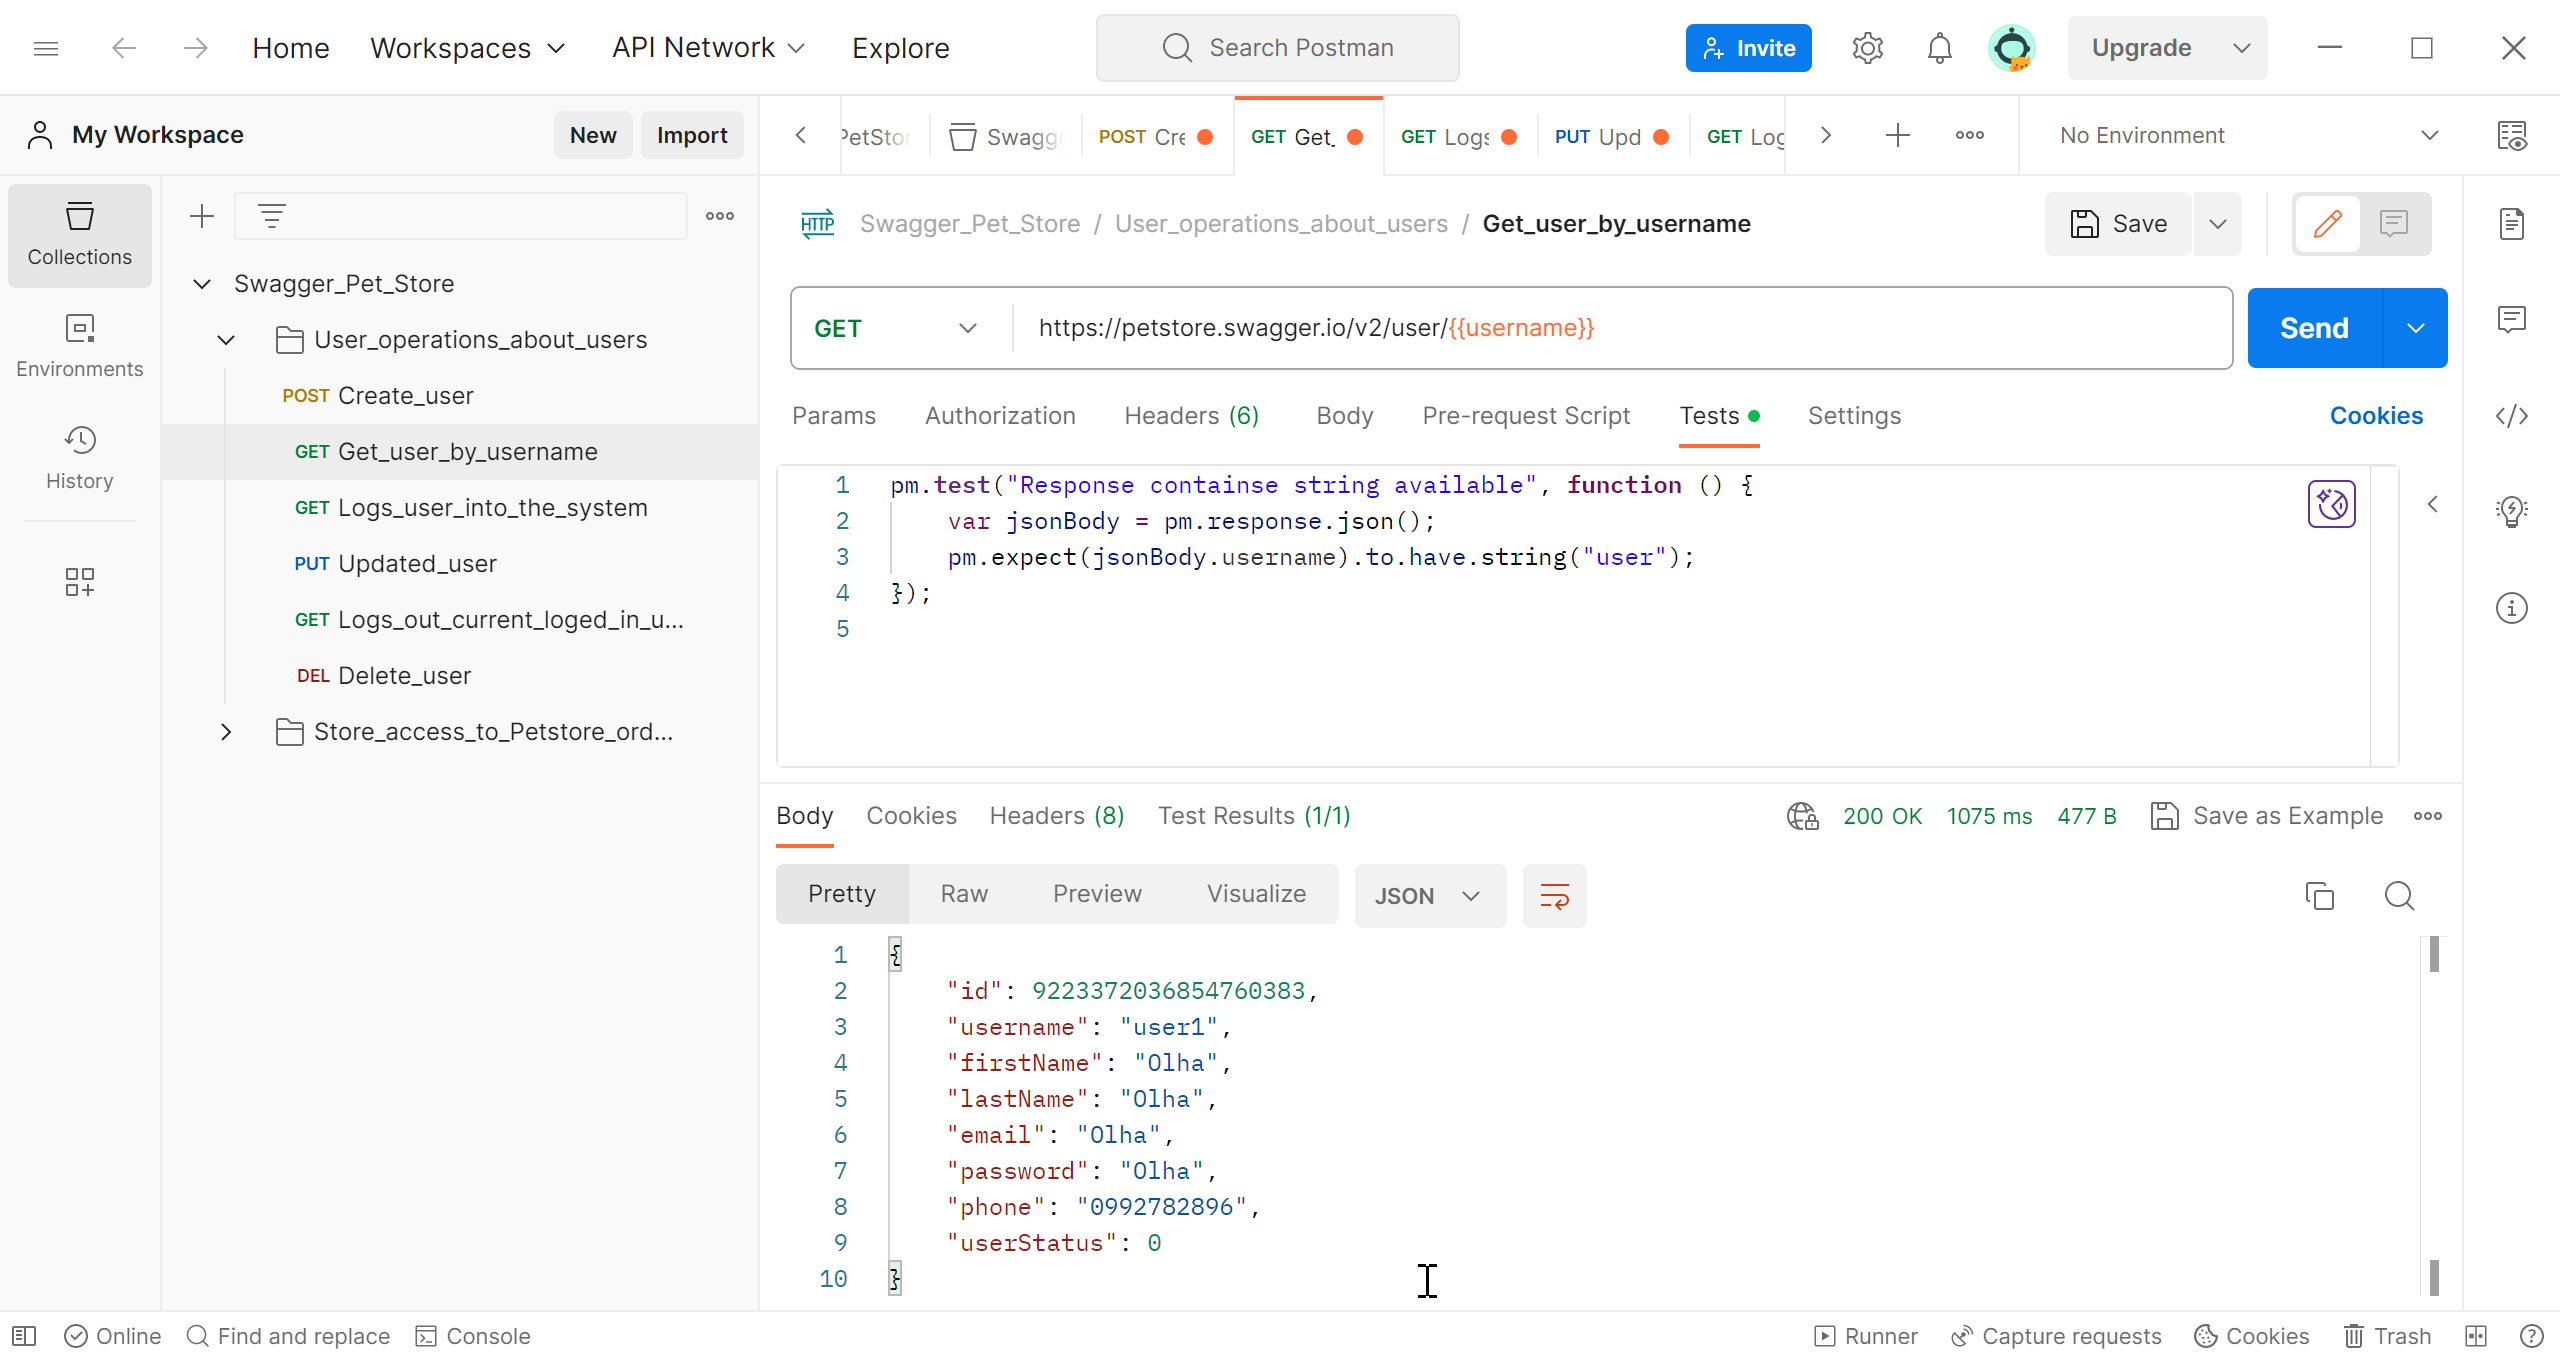 Home Workspaces API Network Explore Search Postman Invite Upgrade
My Workspace New Import
PetStor Swagg POST Cre GET Get_ GET Logs PUT Upd GET Log No Environment
Collections
Environments
History
Swagger_Pet_Store
User_operations_about_users
POST Create_user
GET Get_user_by_username
GET Logs_user_into_the_system
PUT Updated_user
GET Logs_out_current_loged_in_u...
DEL Delete_user
Store_access_to_Petstore_ord...
HTTP Swagger_Pet_Store / User_operations_about_users / Get_user_by_username Save
GET https://petstore.swagger.io/v2/user/{{username}} Send
Params Authorization Headers (6) Body Pre-request Script Tests Settings Cookies
1 pm.test("Response containse string available", function () {
2 var jsonBody = pm.response.json();
3 pm.expect(jsonBody.username).to.have.string("user");
4 });
5
Body Cookies Headers (8) Test Results (1/1) 200 OK 1075 ms 477 B Save as Example
Pretty Raw Preview Visualize JSON
1 {
2 "id": 9223372036854760383,
3 "username": "user1",
4 "firstName": "Olha",
5 "lastName": "Olha",
6 "email": "Olha",
7 "password": "Olha",
8 "phone": "0992782896",
9 "userStatus": 0
10 }
Online Find and replace Console Runner Capture requests Cookies Trash